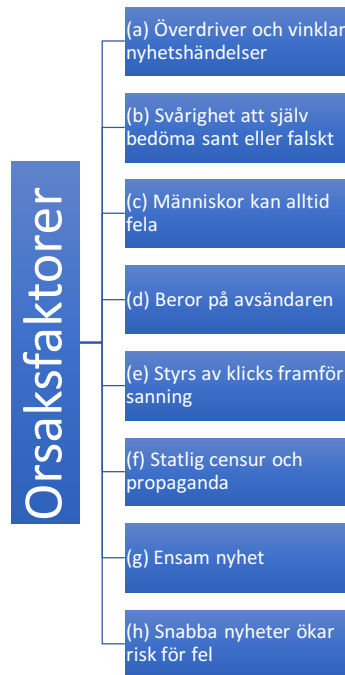 Orsaksfaktorer
(a) Överdriver och vinklar
nyhetshändelser
(b) Svårighet att själv
bedöma sant eller falskt
(c) Människor kan alltid
fela
(d) Beror på avsändaren
(e) Styrs av klicks framför
sanning
(f) Statlig censur och
propaganda
(g) Ensam nyhet
(h) Snabba nyheter ökar
risk för fel